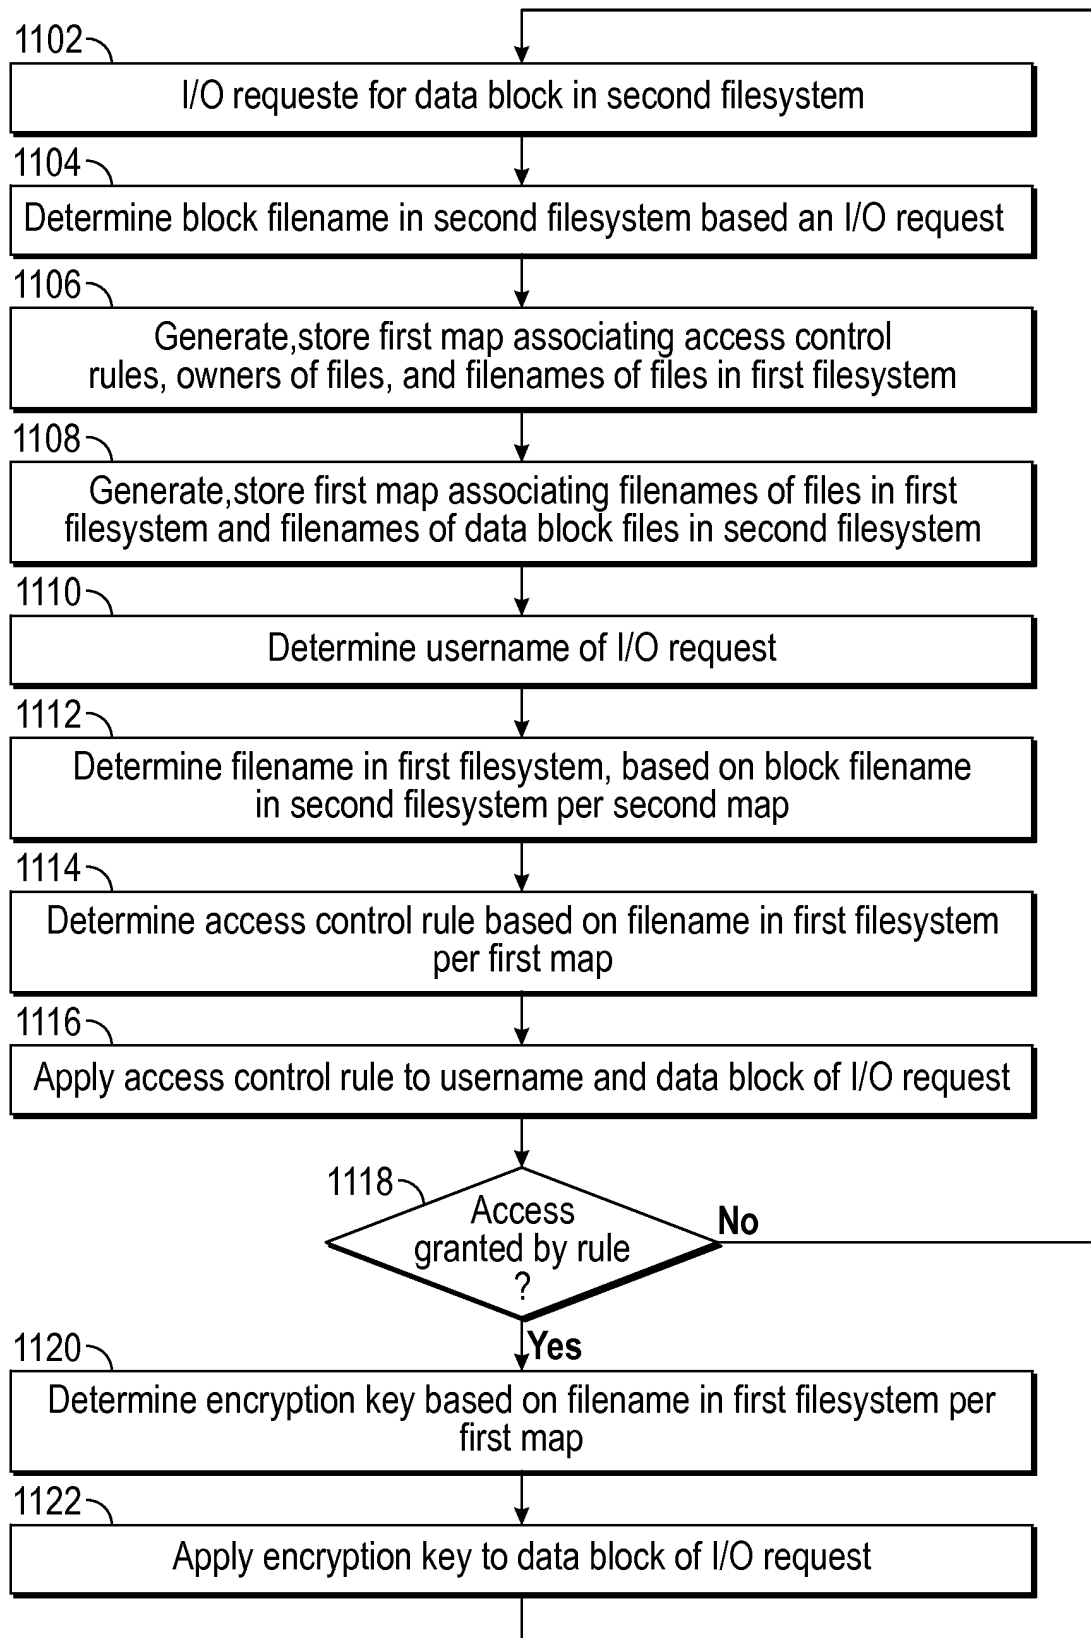 1102
I/O requeste for data block in second filesystem
1104
Determine block filename in second filesystem based an I/O request
1106
Generate,store first map associating access control
rules, owners of files, and filenames of files in first filesystem
1108
Generate,store first map associating filenames of files in first
filesystem and filenames of data block files in second filesystem
1110
Determine username of I/O request
1112
Determine filename in first filesystem, based on block filename
in second filesystem per second map
1114
Determine access control rule based on filename in first filesystem
per first map
1116
Apply access control rule to username and data block of I/O request
1118
Access
granted by rule
?
No
Yes
1120
Determine encryption key based on filename in first filesystem per
first map
1122
Apply encryption key to data block of I/O request